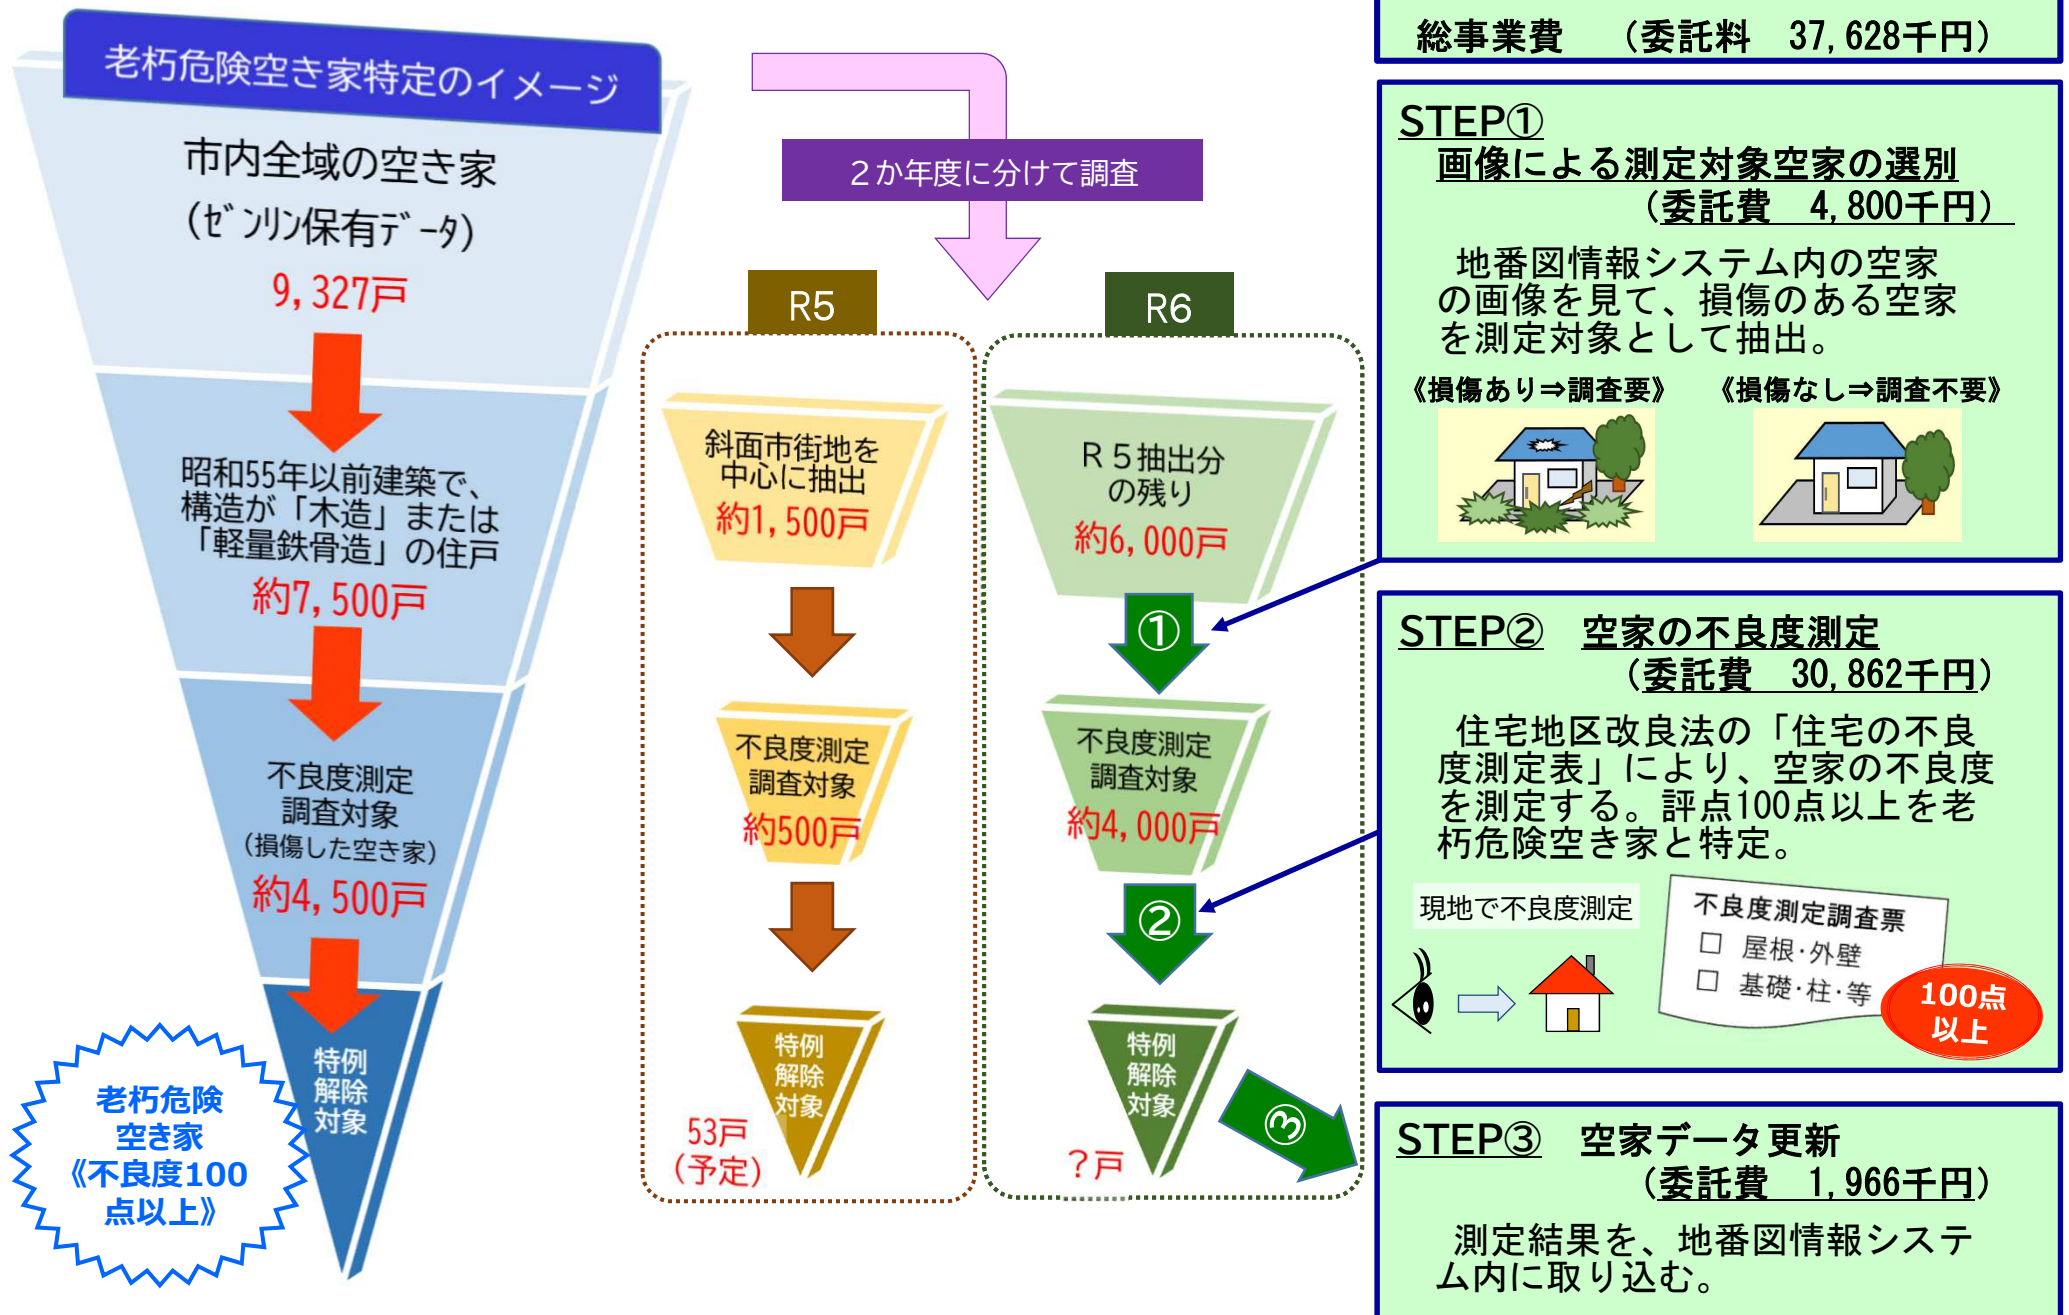 老朽危険空き家特定のイメージ
市内全域の空き家
(ｾﾞﾝﾘﾝ保有ﾃﾞｰﾀ)
9,327戸
昭和55年以前建築で、
構造が「木造」または
「軽量鉄骨造」の住戸
約7,500戸
不良度測定
調査対象
(損傷した空き家)
約4,500戸
特例
解除
対象
老朽危険
空き家
《不良度100
点以上》
２か年度に分けて調査
R5
斜面市街地を
中心に抽出
約1,500戸
不良度測定
調査対象
約500戸
特例
解除
対象
53戸
(予定)
R6
Ｒ５抽出分
の残り
約6,000戸
①
不良度測定
調査対象
約4,000戸
②
特例
解除
対象
？戸
③
総事業費　（委託料　37,628千円）
STEP①
画像による測定対象空家の選別
（委託費　4,800千円）
地番図情報システム内の空家
の画像を見て、損傷のある空家
を測定対象として抽出。
《損傷あり⇒調査要》　《損傷なし⇒調査不要》
STEP②　空家の不良度測定
（委託費　30,862千円）
住宅地区改良法の「住宅の不良
度測定表」により、空家の不良度
を測定する。評点100点以上を老
朽危険空き家と特定。
現地で不良度測定
不良度測定調査票
□　屋根･外壁
□　基礎･柱･等
100点
以上
STEP③　空家データ更新
（委託費　1,966千円）
測定結果を、地番図情報システ
ム内に取り込む。